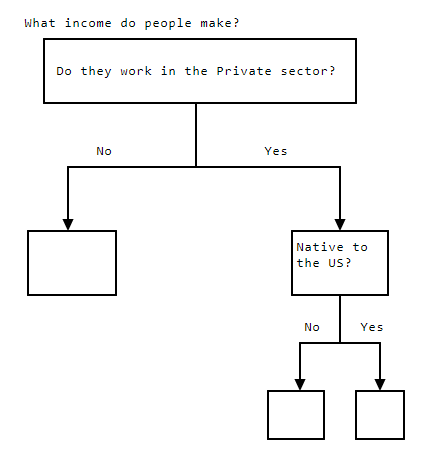 What income do people make?
Do they work in the Private sector?
No
Yes
Native to
the US?
No
Yes